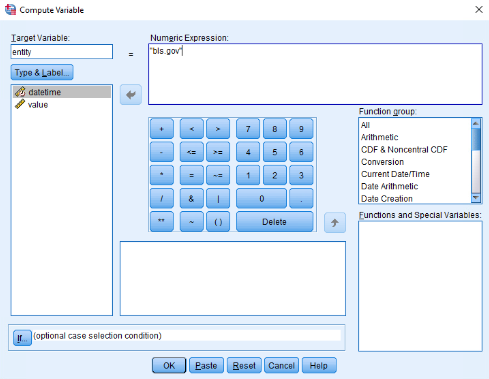 Compute Variable
Target Variable:
entity
=
Numeric Expression:
"bls.gov"
Type & Label...
datetime
value
+ < > 7 8 9
- <= >= 4 5 6
* = ~= 1 2 3
/ & | 0 .
** ~ ( ) Delete
Function group:
All
Arithmetic
CDF & Noncentral CDF
Conversion
Current Date/Time
Date Arithmetic
Date Creation
Functions and Special Variables:
If... (optional case selection condition)
OK Paste Reset Cancel Help